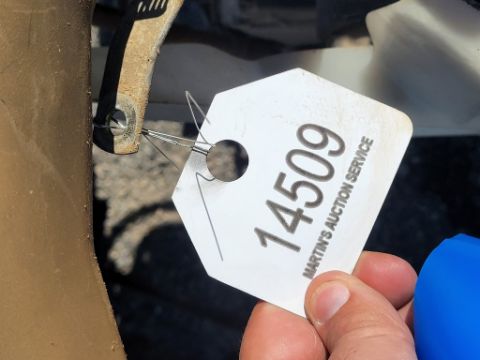 14509
MARTIN'S AUCTION SERVICE